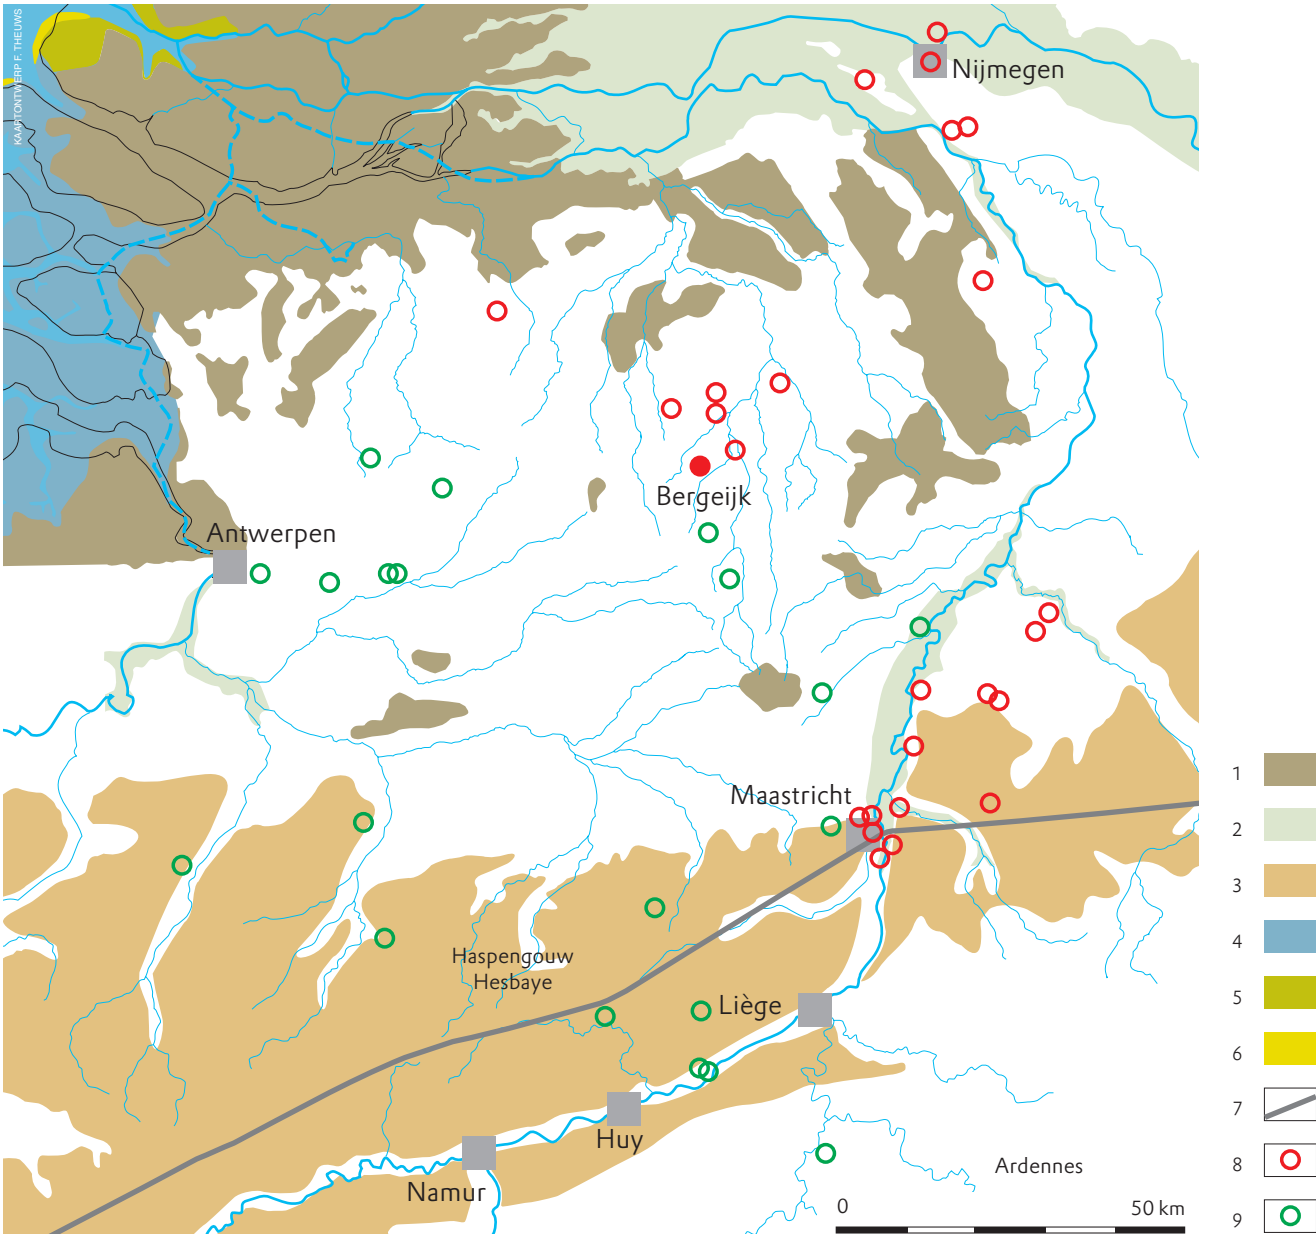 KAARTONTWERP F. THEUWS
Nijmegen
Bergeijk
Antwerpen
Maastricht
Haspengouw
Hesbaye
Liège
Huy
Namur
Ardennes
0 50 km
1
2
3
4
5
6
7
8
9